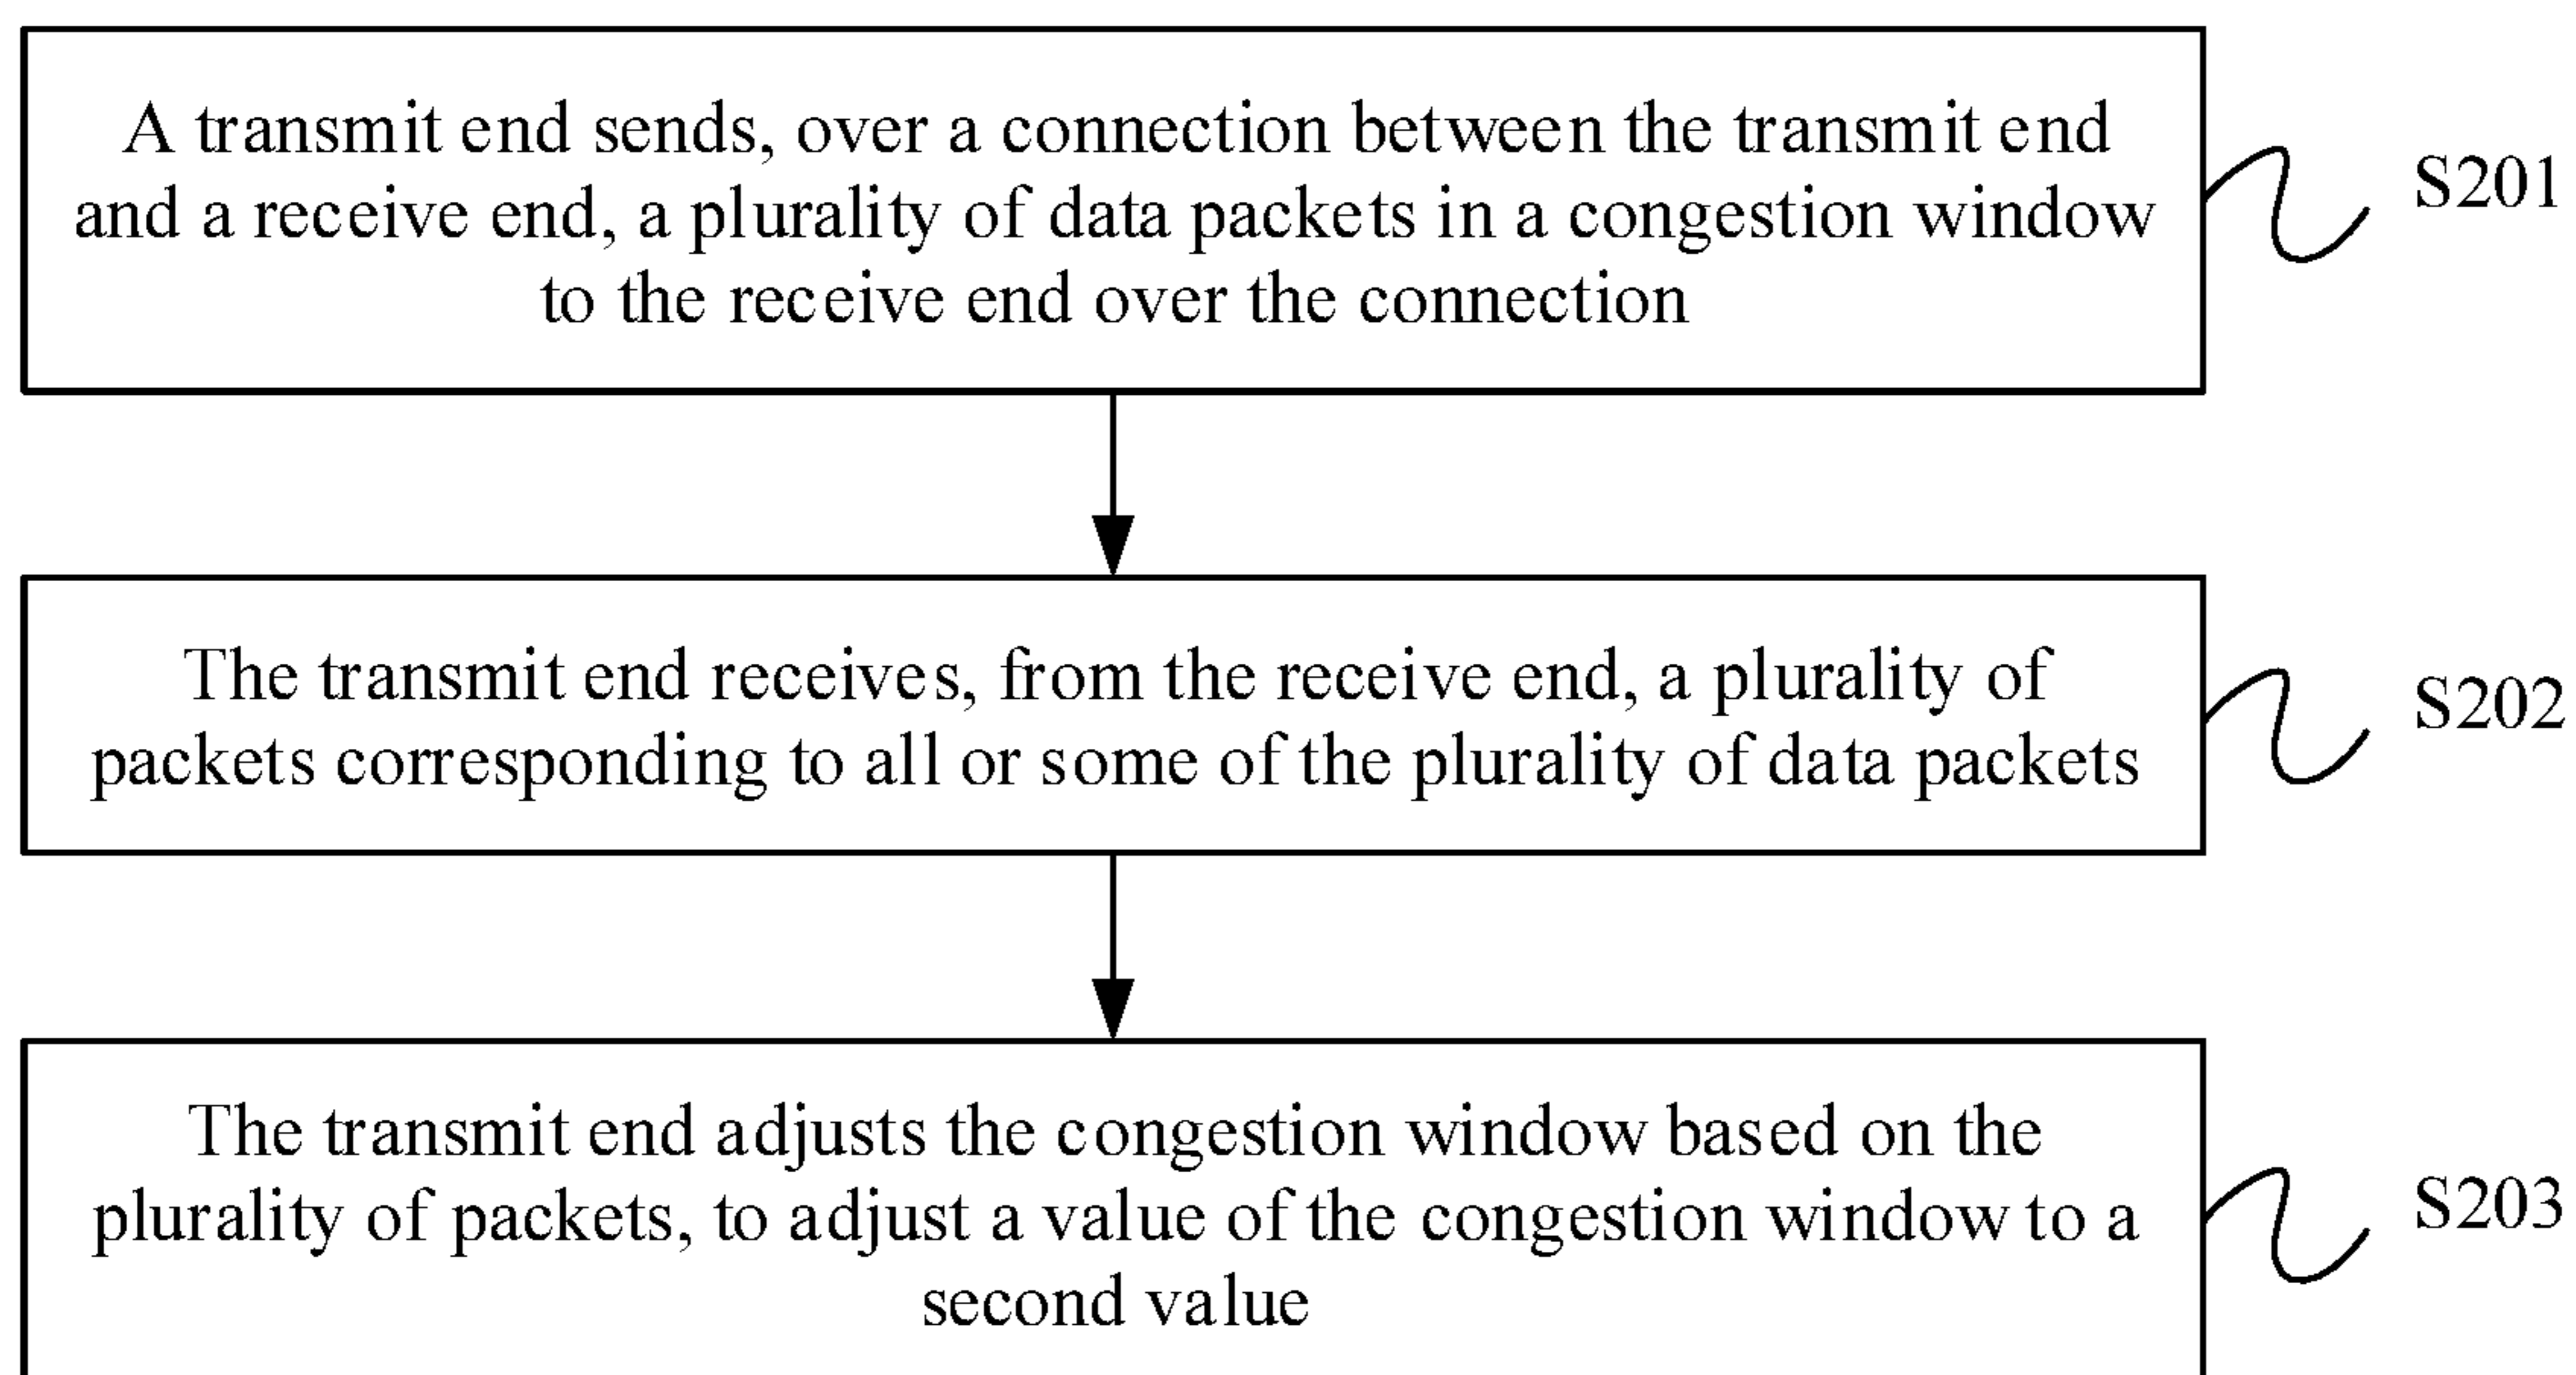 A transmit end sends, over a connection between the transmit end
and a receive end, a plurality of data packets in a congestion window
to the receive end over the connection
S201
The transmit end receives, from the receive end, a plurality of
packets corresponding to all or some of the plurality of data packets
S202
The transmit end adjusts the congestion window based on the
plurality of packets, to adjust a value of the congestion window to a
second value
S203